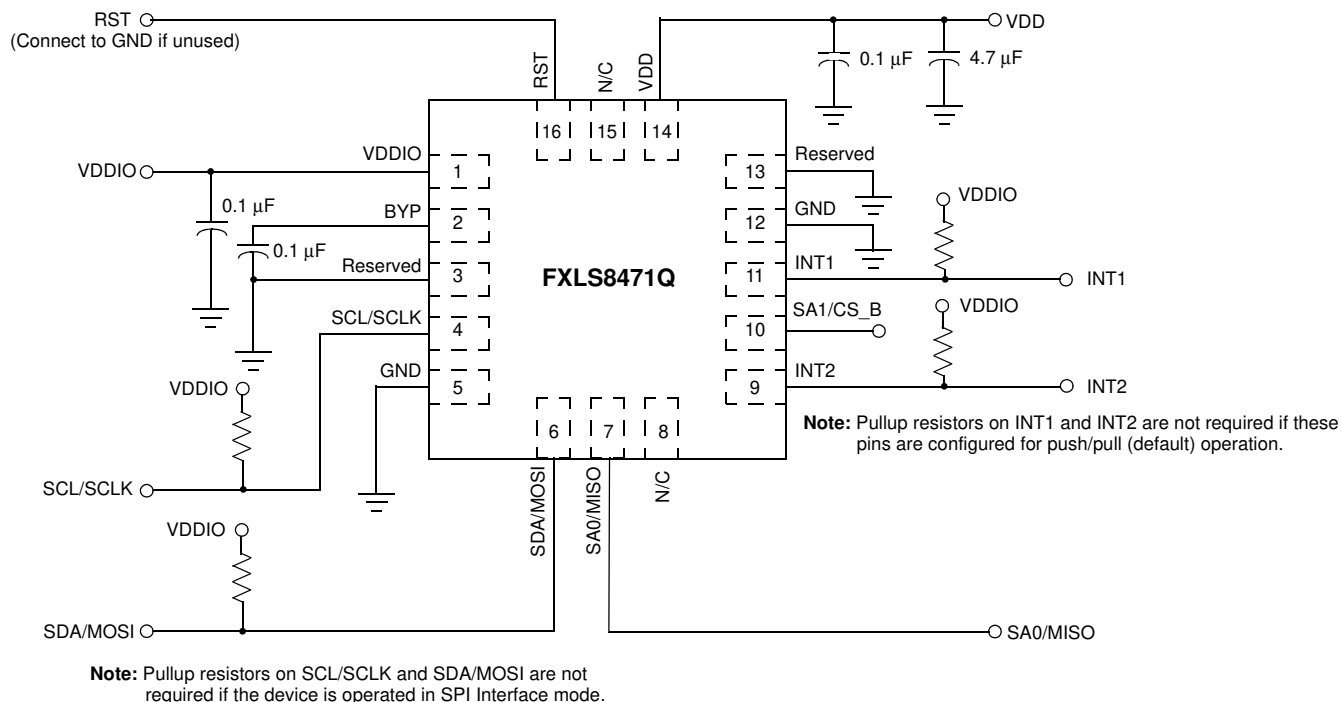 RST
(Connect to GND if unused)
VDD
0.1 µF
4.7 µF
RST
N/C
VDD
16
15
14
VDDIO
VDDIO
1
Reserved
13
VDDIO
0.1 µF
BYP
2
GND
12
0.1 µF
Reserved
3
FXLS8471Q
INT1
11
INT1
SCL/SCLK
4
SA1/CS_B
10
VDDIO
GND
5
INT2
9
INT2
VDDIO
6
7
8
Note: Pullup resistors on INT1 and INT2 are not required if these
pins are configured for push/pull (default) operation.
SCL/SCLK
SDA/MOSI
SA0/MISO
N/C
VDDIO
SDA/MOSI
SA0/MISO
Note: Pullup resistors on SCL/SCLK and SDA/MOSI are not
required if the device is operated in SPI Interface mode.